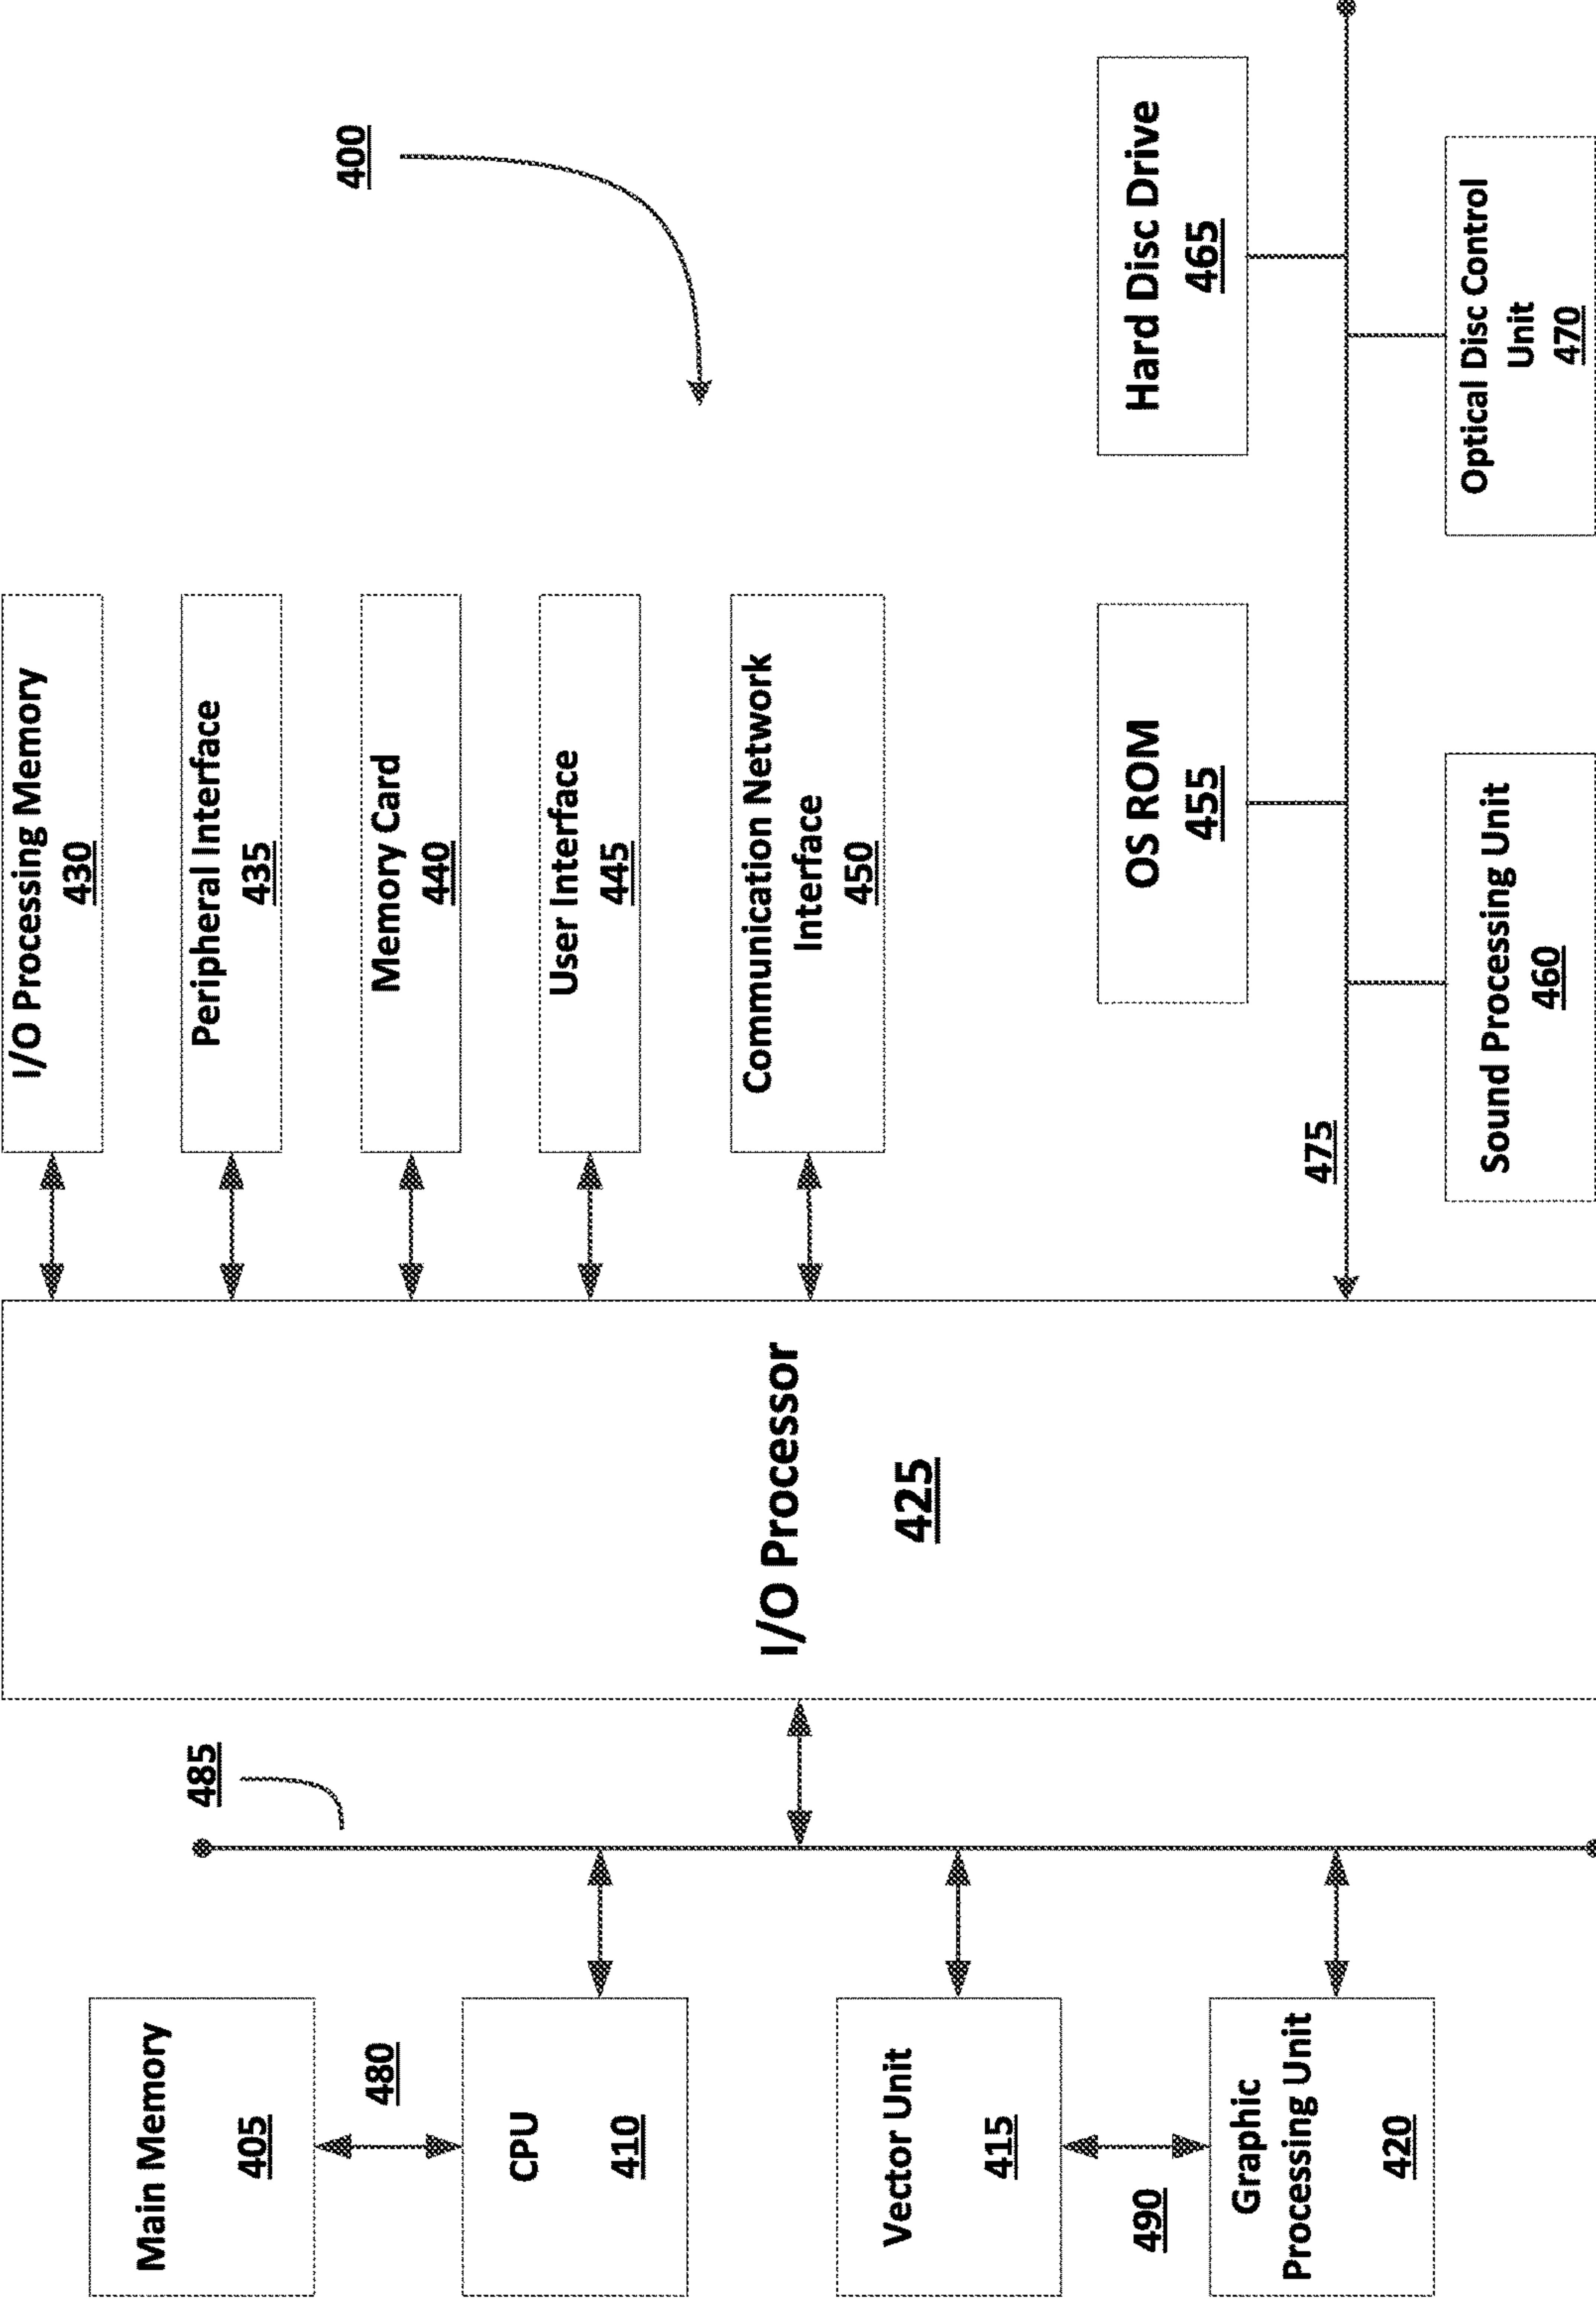 Main Memory
405
480
CPU
410
Vector Unit
415
490
Graphic
Processing Unit
420
485
I/O Processor
425
I/O Processing Memory
430
Peripheral Interface
435
Memory Card
440
User Interface
445
Communication Network
Interface
450
400
475
OS ROM
455
Sound Processing Unit
460
Hard Disc Drive
465
Optical Disc Control
Unit
470